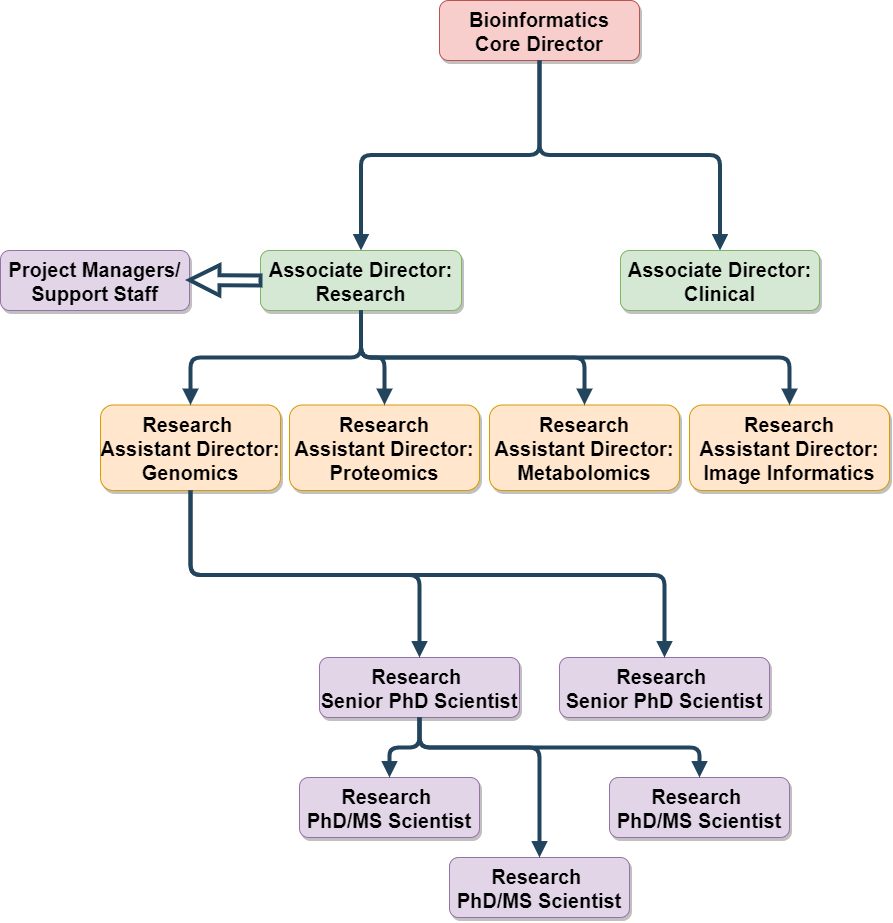 Bioinformatics
Core Director
Project Managers/
Support Staff
Associate Director:
Research
Associate Director:
Clinical
Research
Assistant Director:
Genomics
Research
Assistant Director:
Proteomics
Research
Assistant Director:
Metabolomics
Research
Assistant Director:
Image Informatics
Research
Senior PhD Scientist
Research
Senior PhD Scientist
Research
PhD/MS Scientist
Research
PhD/MS Scientist
Research
PhD/MS Scientist